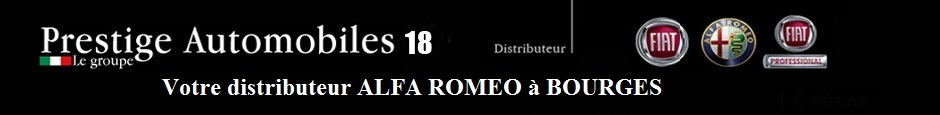 Prestige Automobiles 18
Le groupe
Distributeur
FIAT
ALFA ROMEO
FIAT
PROFESSIONAL
Votre distributeur ALFA ROMEO à BOURGES